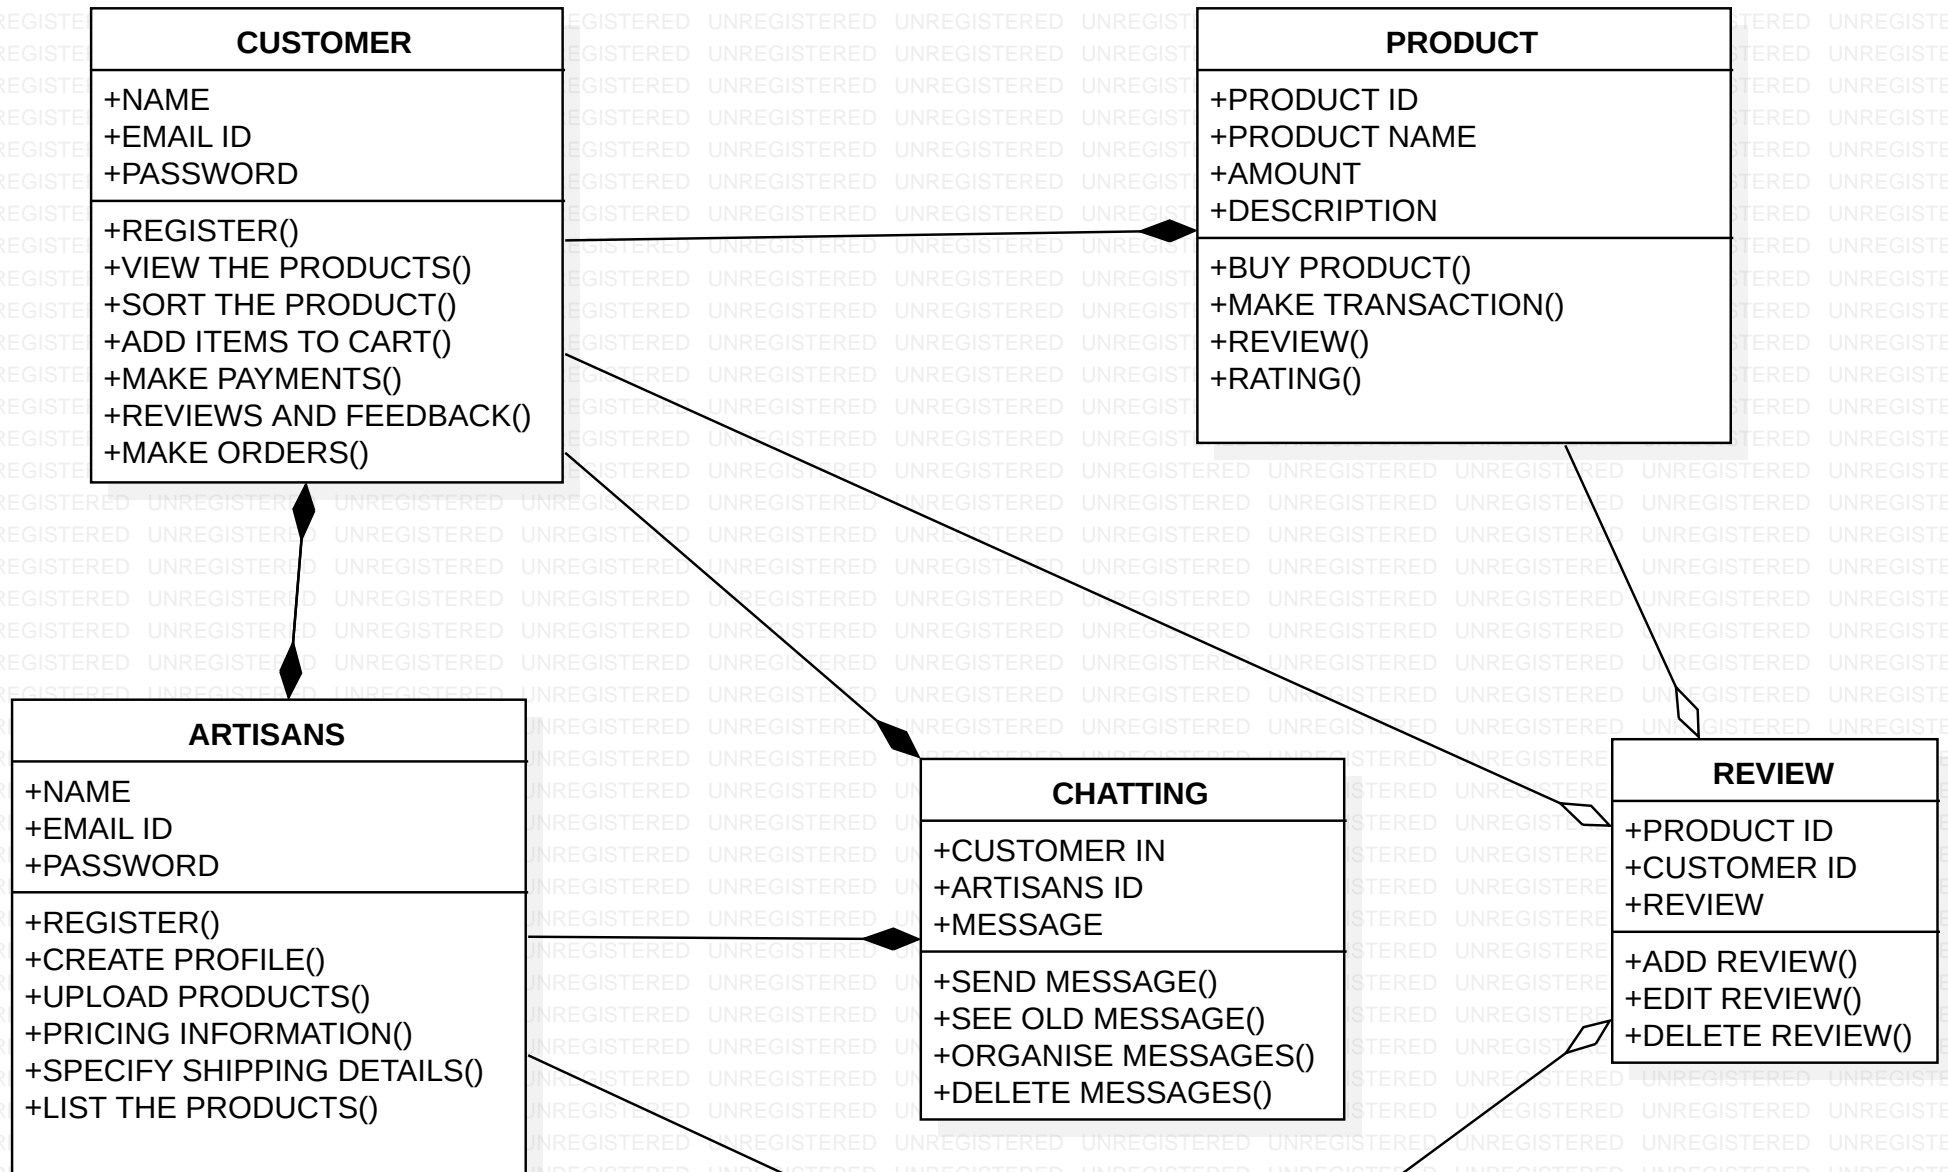 CUSTOMER
+NAME
+EMAIL ID
+PASSWORD
+REGISTER()
+VIEW THE PRODUCTS()
+SORT THE PRODUCT()
+ADD ITEMS TO CART()
+MAKE PAYMENTS()
+REVIEWS AND FEEDBACK()
+MAKE ORDERS()
PRODUCT
+PRODUCT ID
+PRODUCT NAME
+AMOUNT
+DESCRIPTION
+BUY PRODUCT()
+MAKE TRANSACTION()
+REVIEW()
+RATING()
ARTISANS
+NAME
+EMAIL ID
+PASSWORD
+REGISTER()
+CREATE PROFILE()
+UPLOAD PRODUCTS()
+PRICING INFORMATION()
+SPECIFY SHIPPING DETAILS()
+LIST THE PRODUCTS()
CHATTING
+CUSTOMER IN
+ARTISANS ID
+MESSAGE
+SEND MESSAGE()
+SEE OLD MESSAGE()
+ORGANISE MESSAGES()
+DELETE MESSAGES()
REVIEW
+PRODUCT ID
+CUSTOMER ID
+REVIEW
+ADD REVIEW()
+EDIT REVIEW()
+DELETE REVIEW()
UNREGISTERED